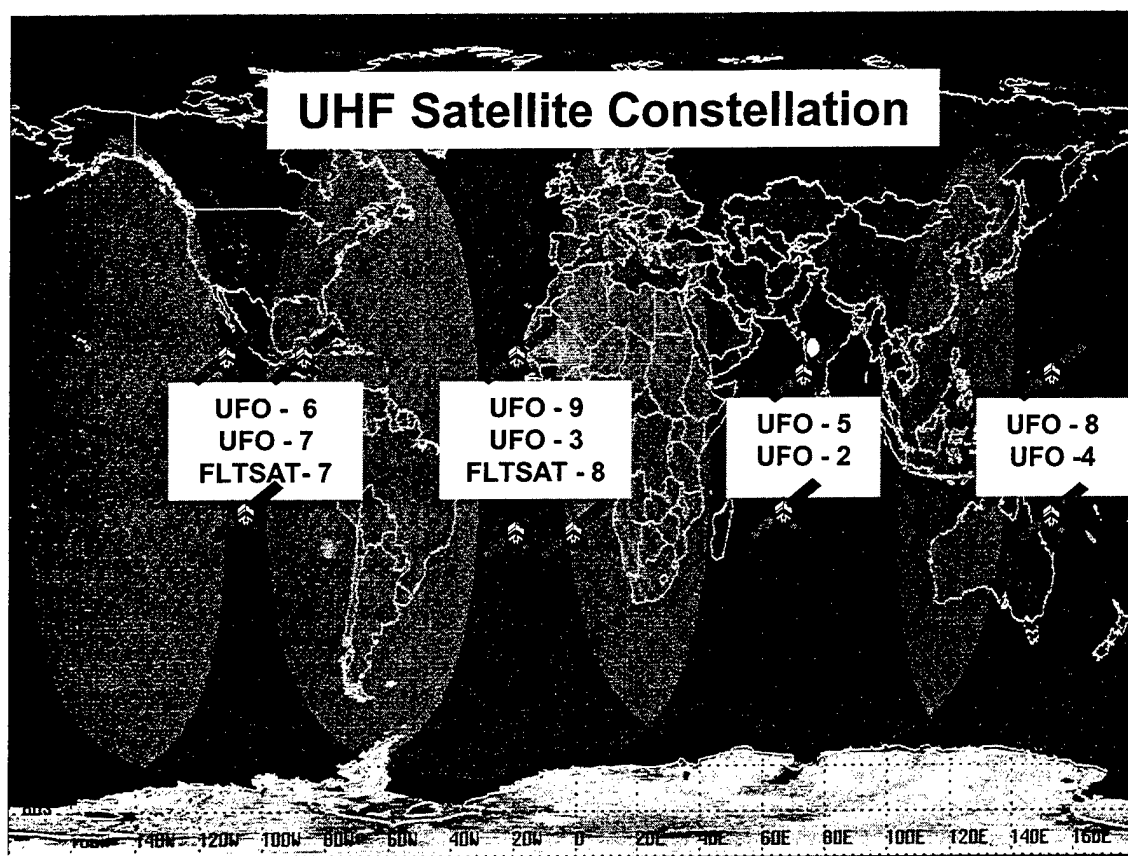 UHF Satellite Constellation
UFO - 6
UFO - 7
FLTSAT- 7
UFO - 9
UFO - 3
FLTSAT - 8
UFO - 5
UFO - 2
UFO - 8
UFO -4
140W 120W 100W 80W 60W 40W 20W 0 20E 40E 60E 80E 100E 120E 140E 160E